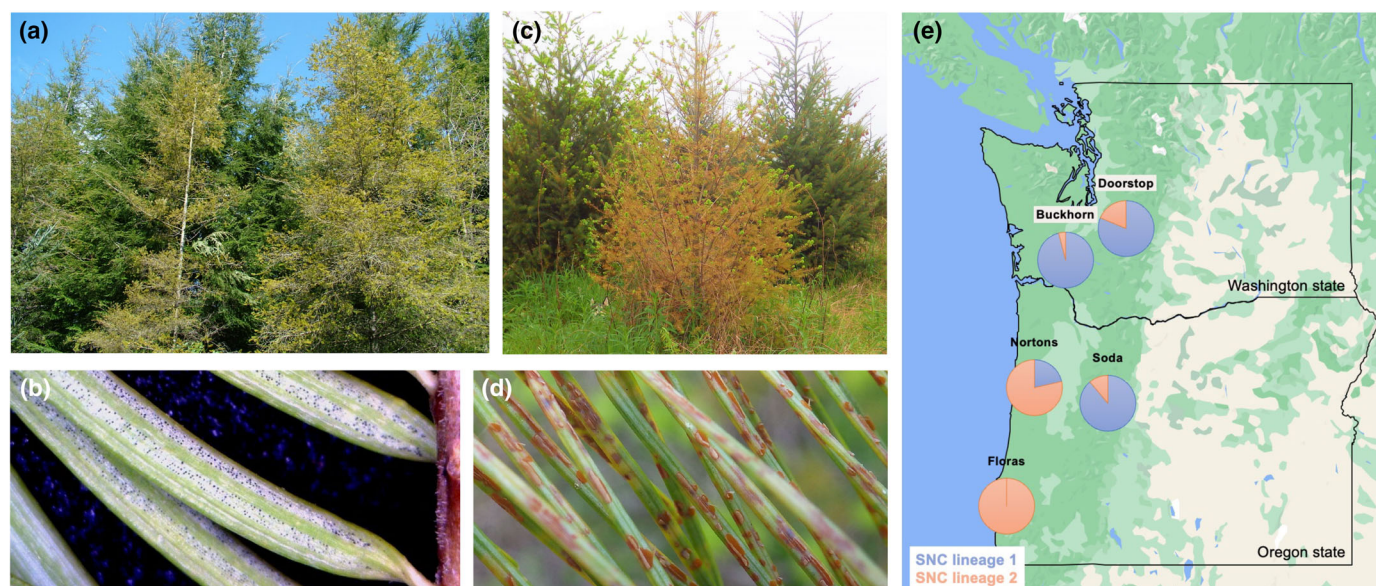 (a)
(b)
(c)
(d)
(e)
Doorstop
Buckhorn
Washington state
Nortons
Soda
Floras
Oregon state
SNC lineage 1
SNC lineage 2